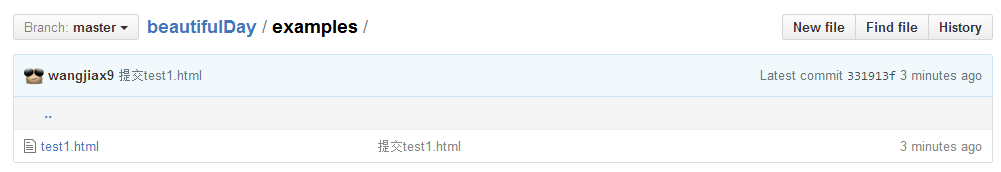 Branch: master beautifulDay / examples / New file Find file History
wangjiax9 提交test1.html Latest commit 331913f 3 minutes ago
..
test1.html 提交test1.html 3 minutes ago